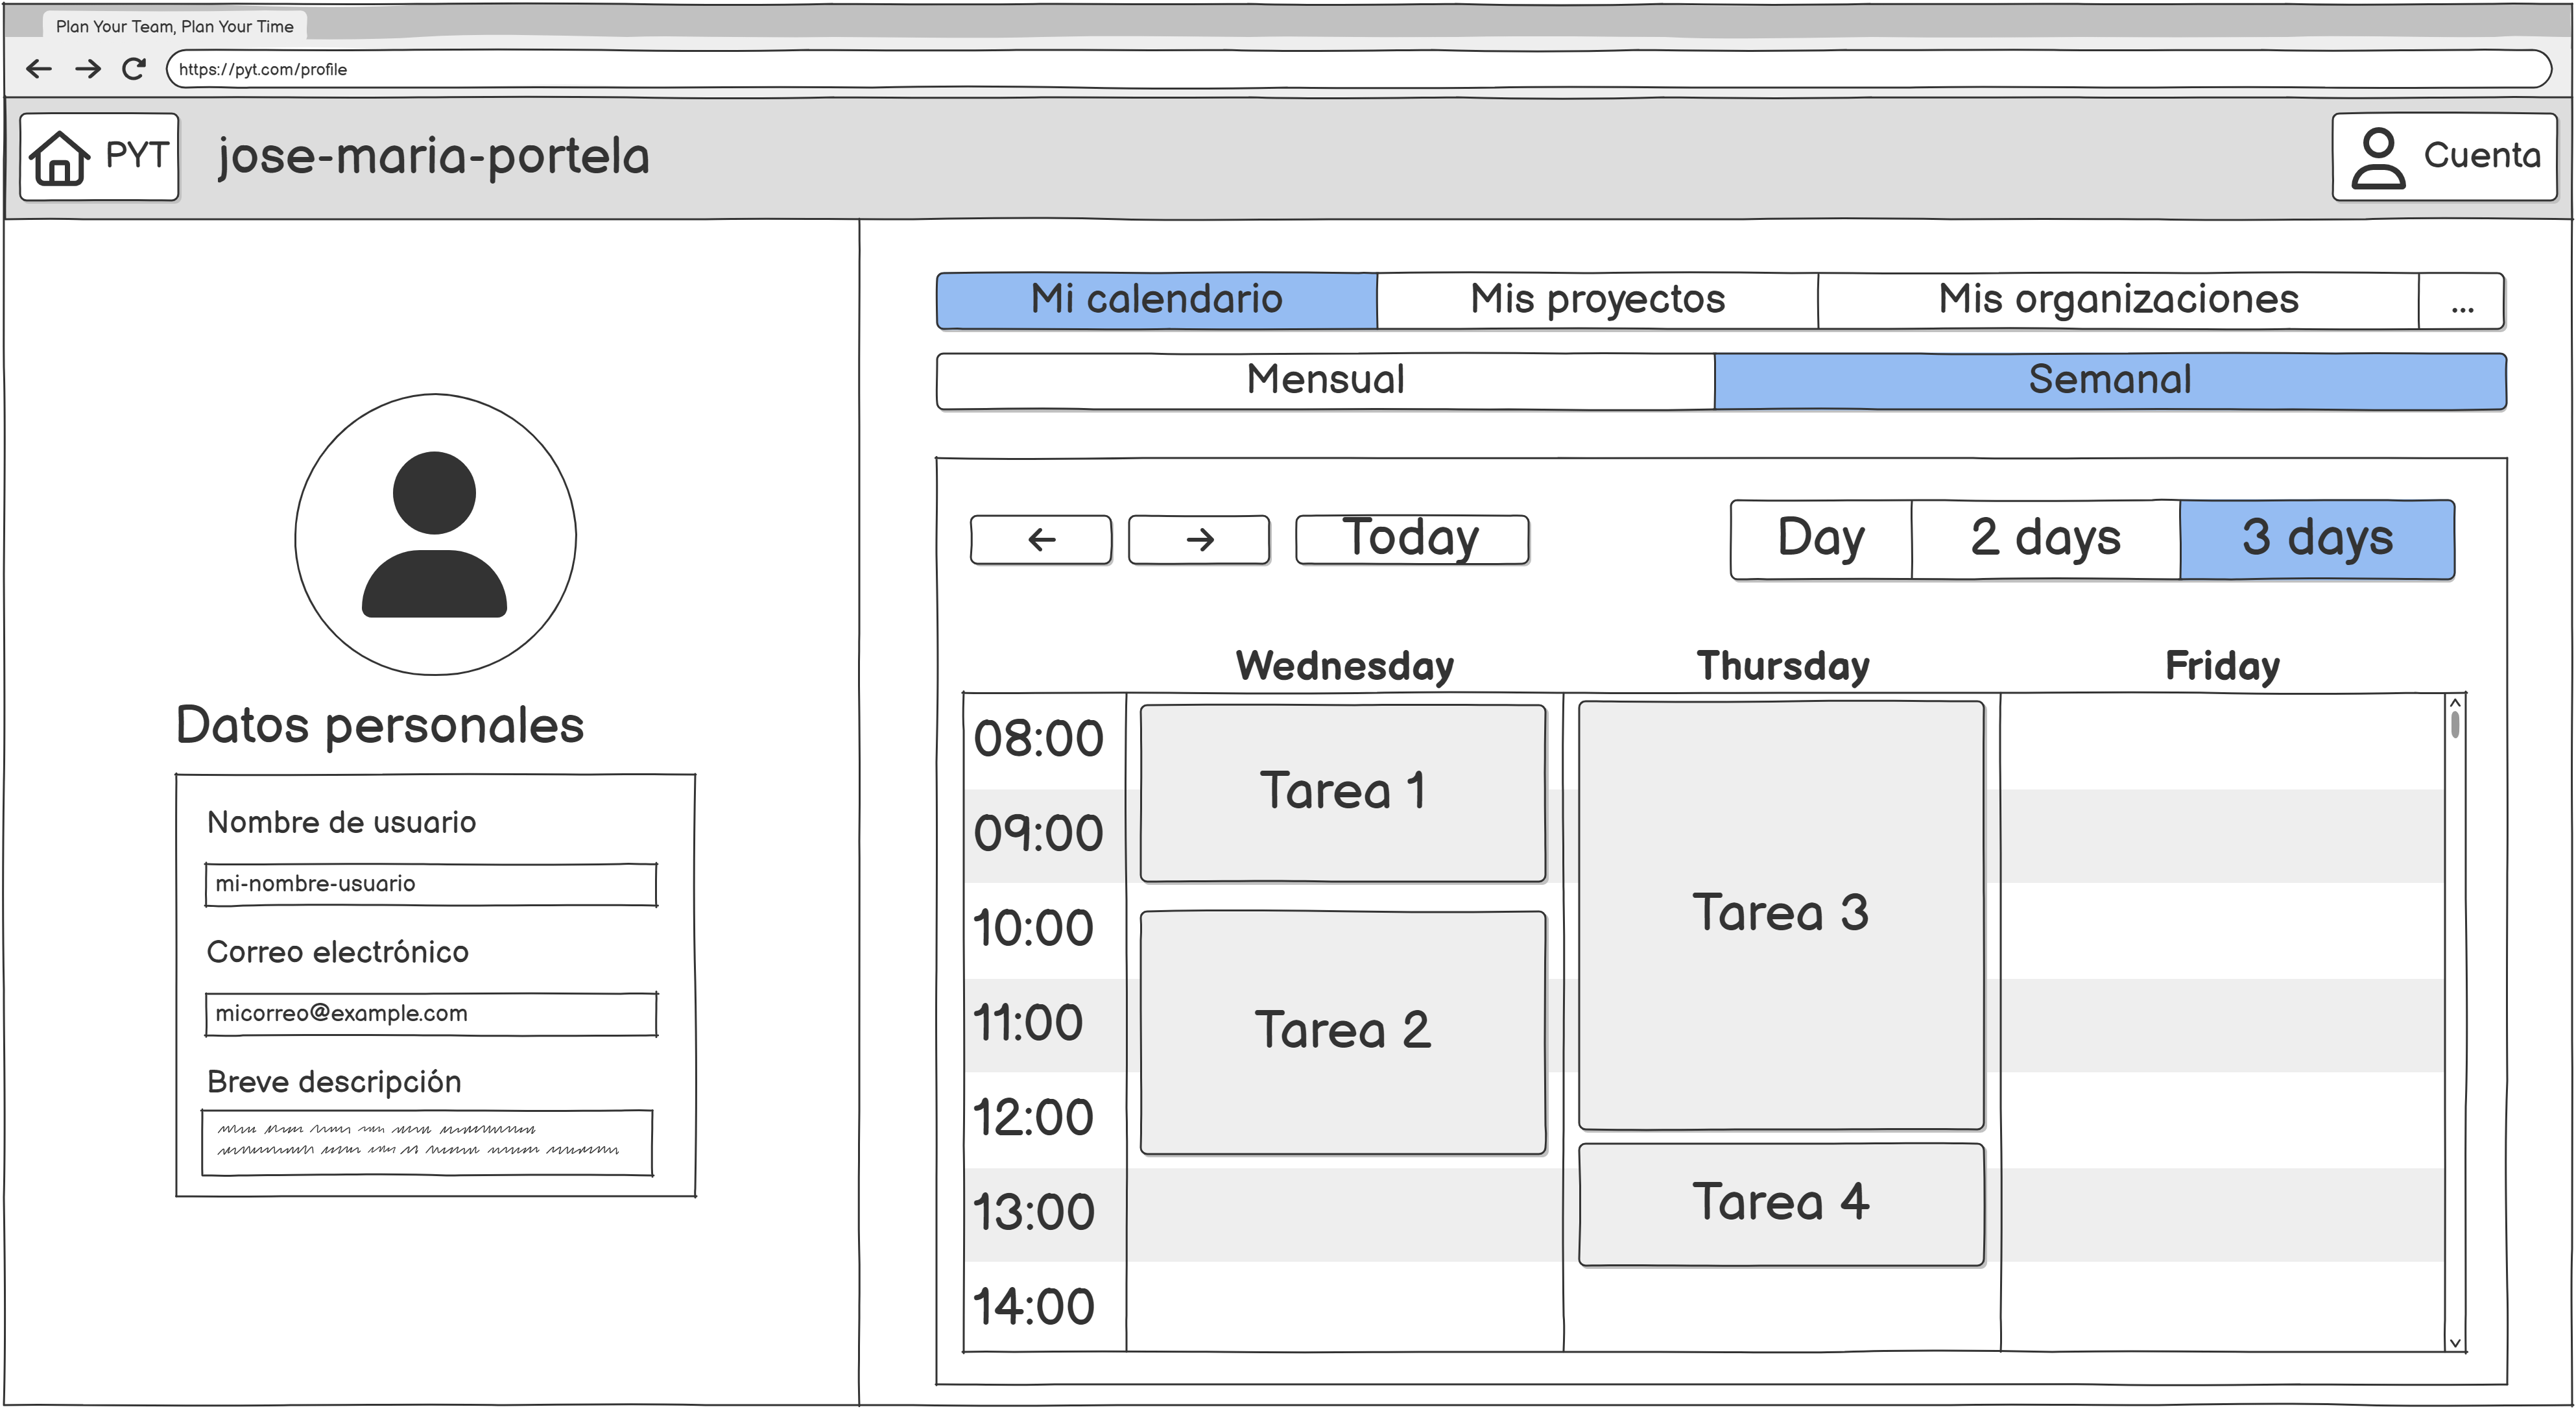 Plan Your Team, Plan Your Time
https://pyt.com/profile
PYT
jose-maria-portela
Cuenta
Mi calendario
Mis proyectos
Mis organizaciones
...
Mensual
Semanal
Today
Day
2 days
3 days
Datos personales
Nombre de usuario
mi-nombre-usuario
Correo electrónico
micorreo@example.com
Breve descripción
Wednesday
Thursday
Friday
08:00
09:00
10:00
11:00
12:00
13:00
14:00
Tarea 1
Tarea 2
Tarea 3
Tarea 4